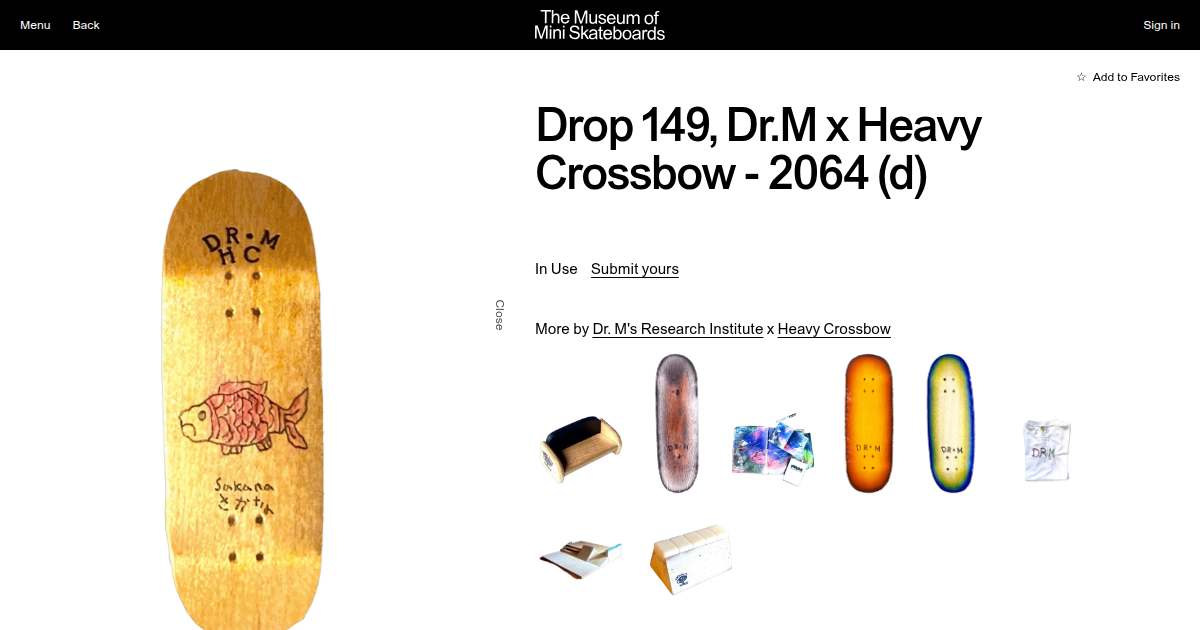 Menu
Back
The Museum of
Mini Skateboards
Sign in
☆ Add to Favorites
Drop 149, Dr.M x Heavy
Crossbow - 2064 (d)
DR•M
HC
Sakana
さかな
Close
In Use
Submit yours
More by Dr. M's Research Institute x Heavy Crossbow
DR•M
DR•M
DR•M
DR•M